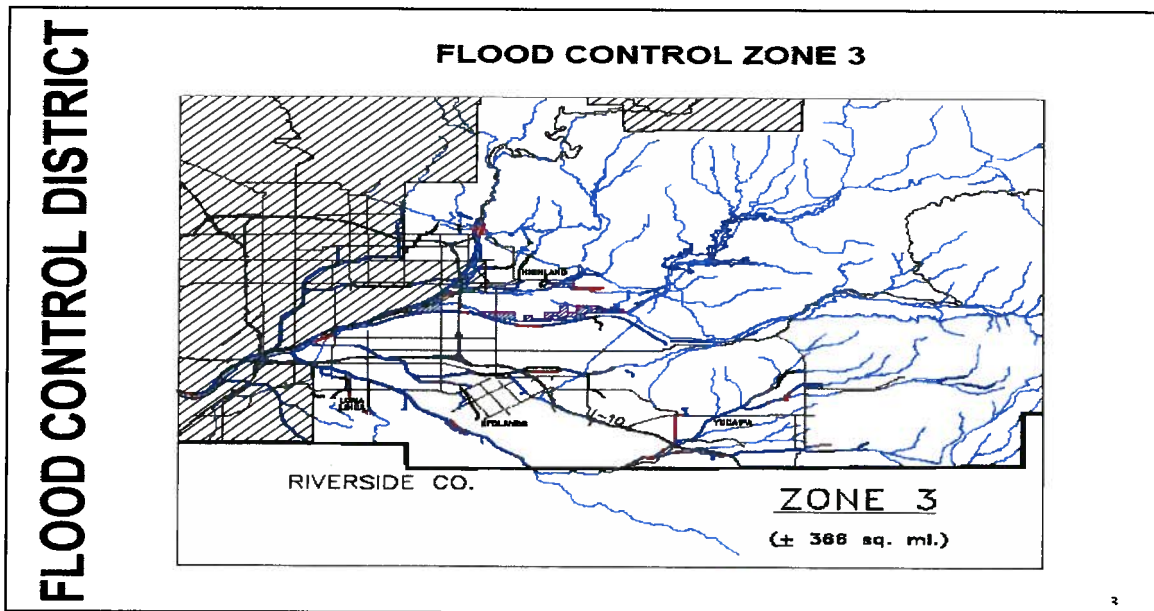 FLOOD CONTROL DISTRICT
FLOOD CONTROL ZONE 3
HIGHLAND
LOMA
LINDA
REDLANDS
I-10
YUCAIPA
RIVERSIDE CO.
ZONE 3
(± 366 sq. mi.)
3